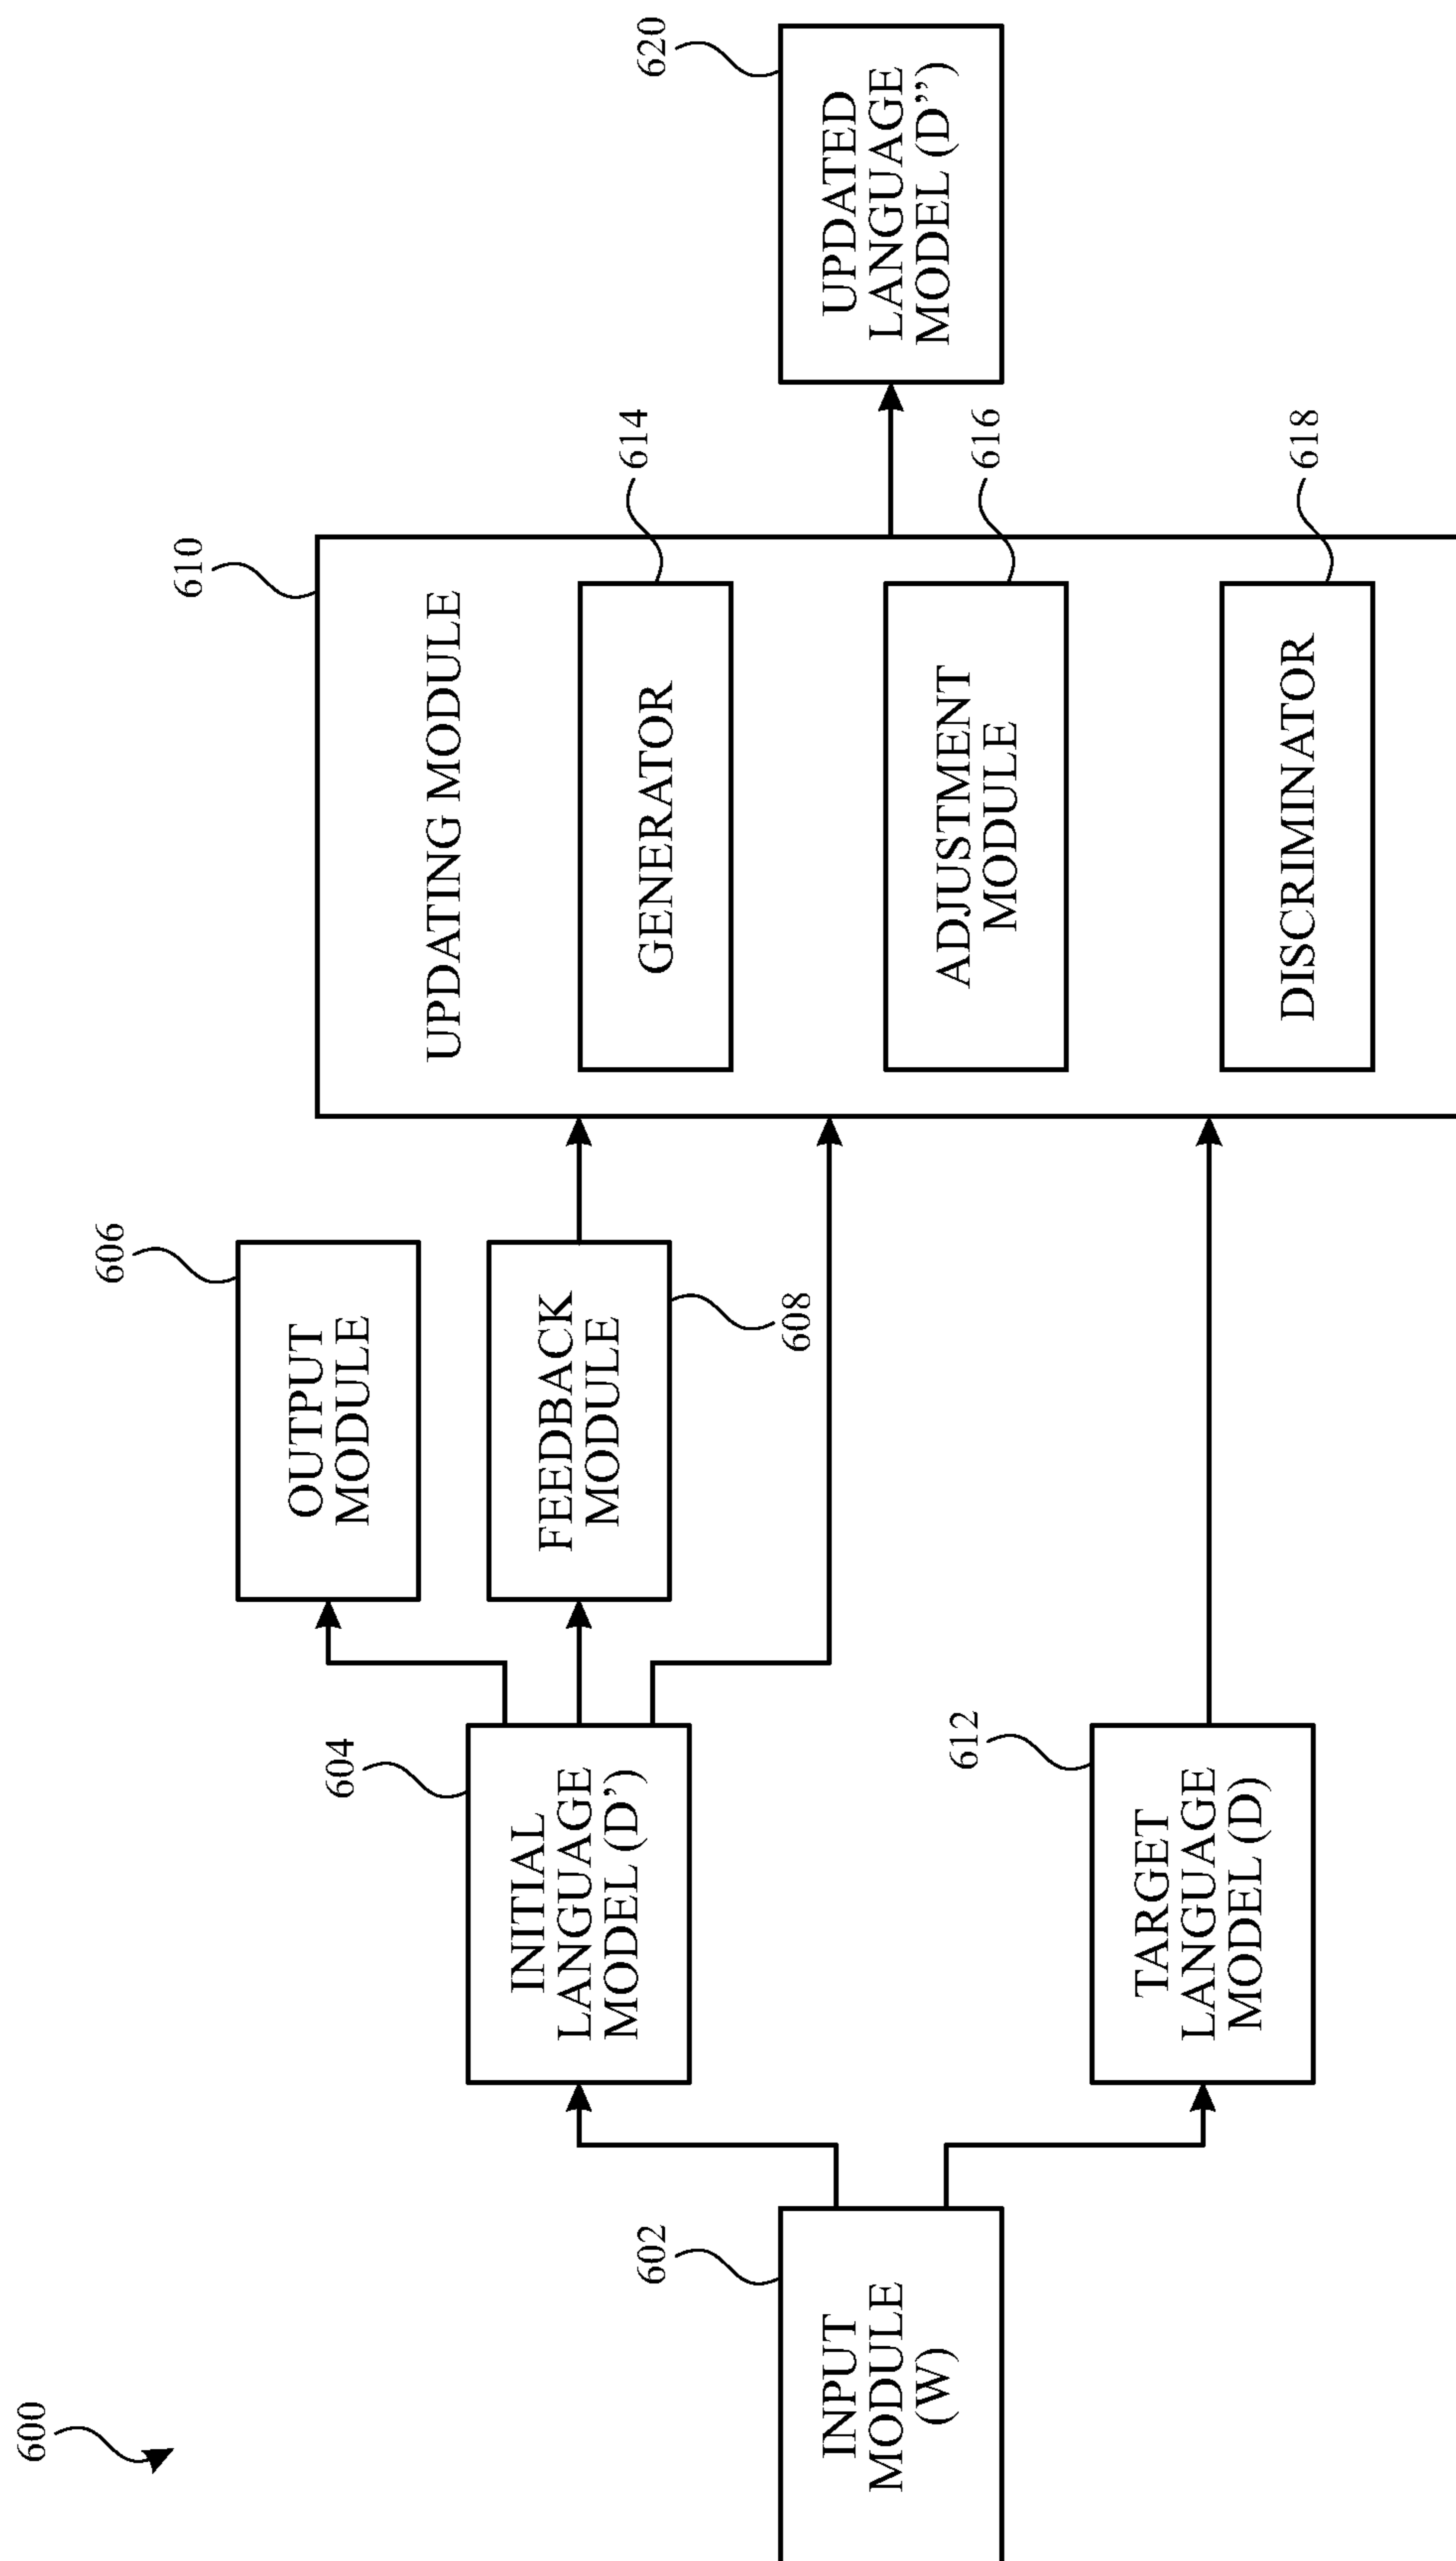 600
602
INPUT
MODULE
(W)
604
INITIAL
LANGUAGE
MODEL (D’)
606
OUTPUT
MODULE
FEEDBACK
MODULE
608
612
TARGET
LANGUAGE
MODEL (D)
610
UPDATING MODULE
GENERATOR
614
ADJUSTMENT
MODULE
616
DISCRIMINATOR
618
620
UPDATED
LANGUAGE
MODEL (D”)